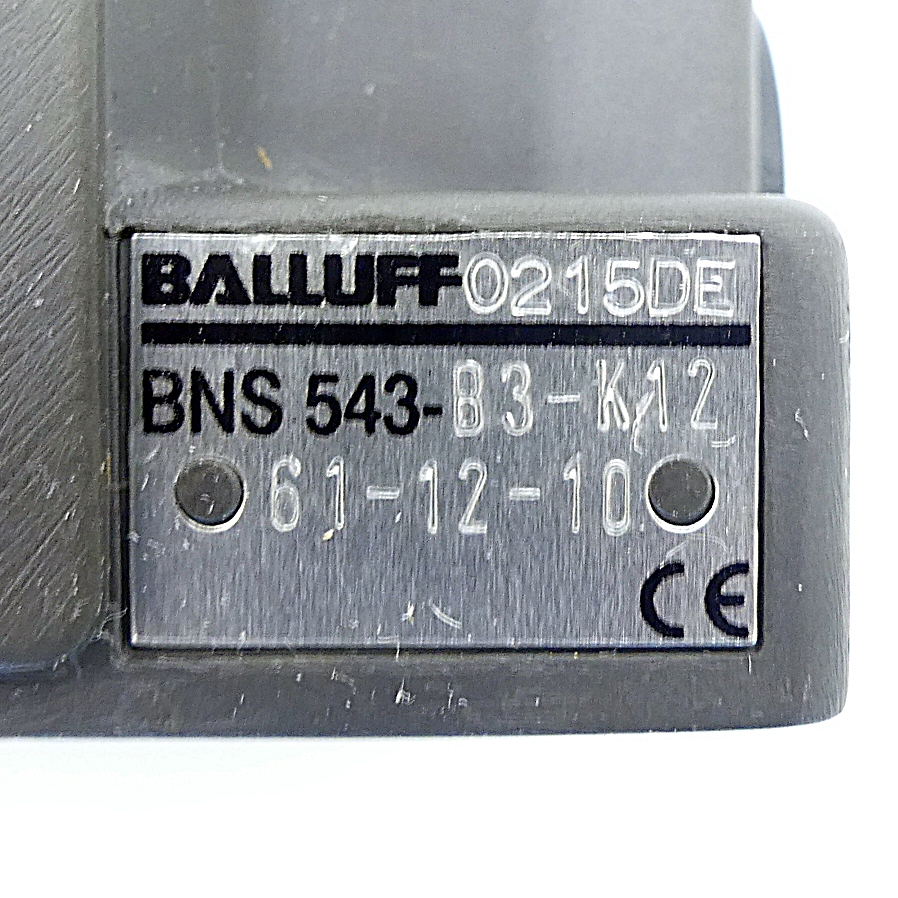 BALLUFF 0215DE
BNS 543-B3-K12
61-12-10
CE